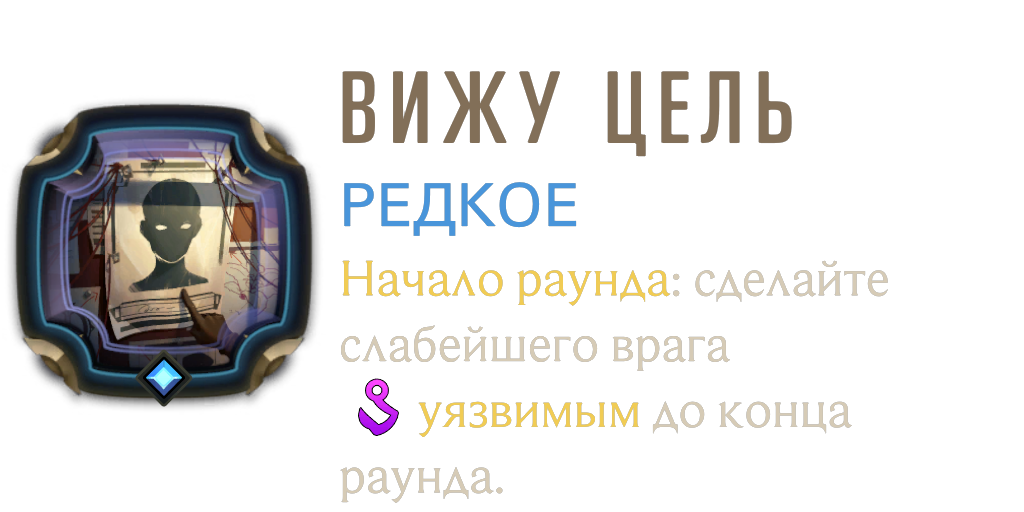 ВИЖУ ЦЕЛЬ
РЕДКОЕ
Начало раунда: сделайте
слабейшего врага
уязвимым до конца
раунда.